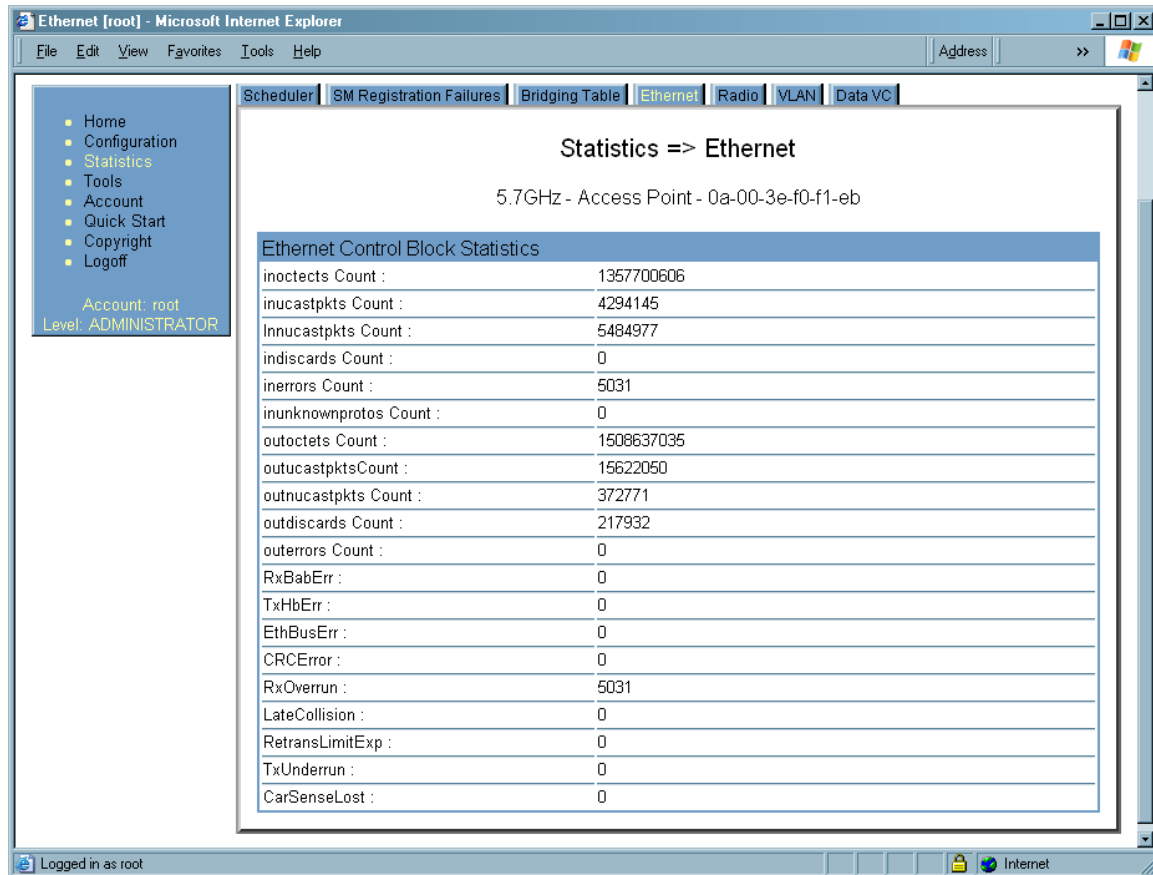 Ethernet [root] - Microsoft Internet Explorer
File Edit View Favorites Tools Help
Address
»
Scheduler SM Registration Failures Bridging Table Ethernet Radio VLAN Data VC
Home
Configuration
Statistics
Tools
Account
Quick Start
Copyright
Logoff
Account: root
Level: ADMINISTRATOR
Statistics => Ethernet
5.7GHz - Access Point - 0a-00-3e-f0-f1-eb
Ethernet Control Block Statistics
inoctects Count : 1357700606
inucastpkts Count : 4294145
Innucastpkts Count : 5484977
indiscards Count : 0
inerrors Count : 5031
inunknownprotos Count : 0
outoctets Count : 1508637035
outucastpktsCount : 15622050
outnucastpkts Count : 372771
outdiscards Count : 217932
outerrors Count : 0
RxBabErr : 0
TxHbErr : 0
EthBusErr : 0
CRCError : 0
RxOverrun : 5031
LateCollision : 0
RetransLimitExp : 0
TxUnderrun : 0
CarSenseLost : 0
Logged in as root
Internet